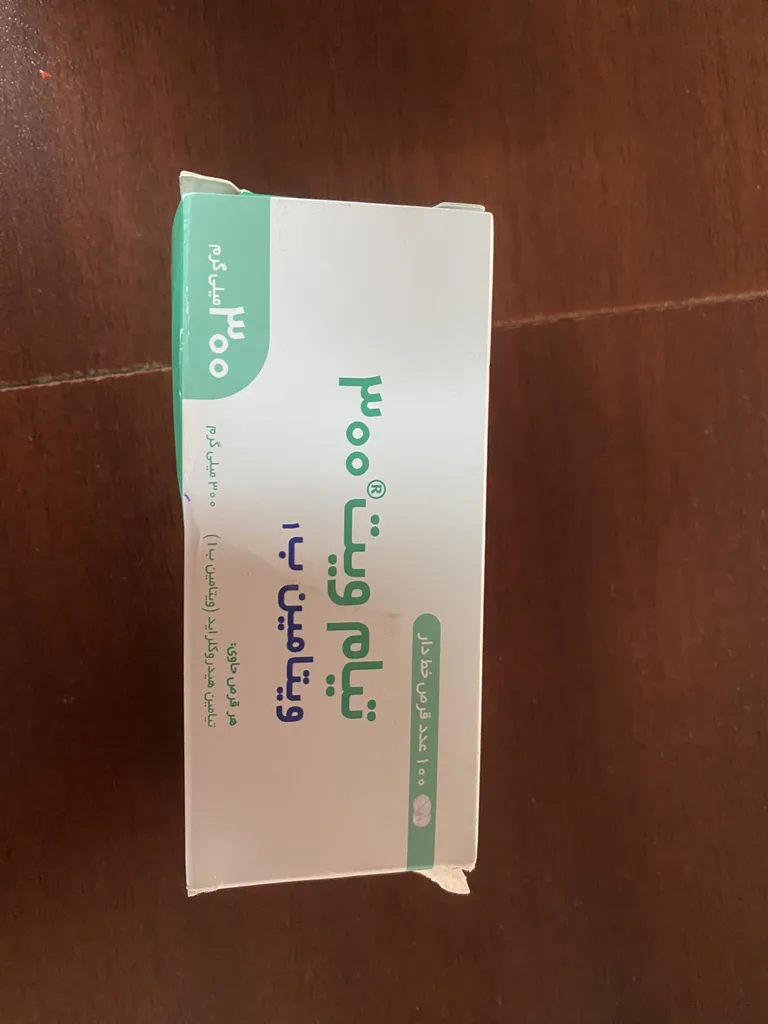 ۱۰۰ عدد قرص خط دار
تیام ویت® ۳۰۰
ویتامین ب ۱
هر قرص حاوی:
تیامین هیدروکلراید (ویتامین ب ۱) ۳۰۰ میلی گرم
۳۰۰ میلی گرم